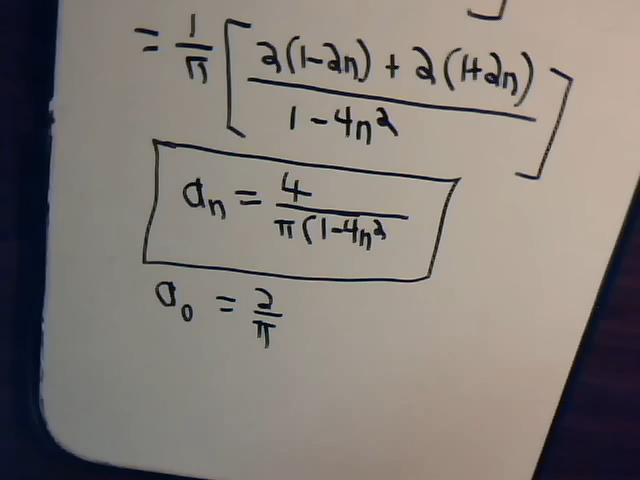 = 1/π [ (2(1-2n) + 2(1+2n)) / (1-4n²) ]
aₙ = 4 / (π(1-4n²
a₀ = 2/π